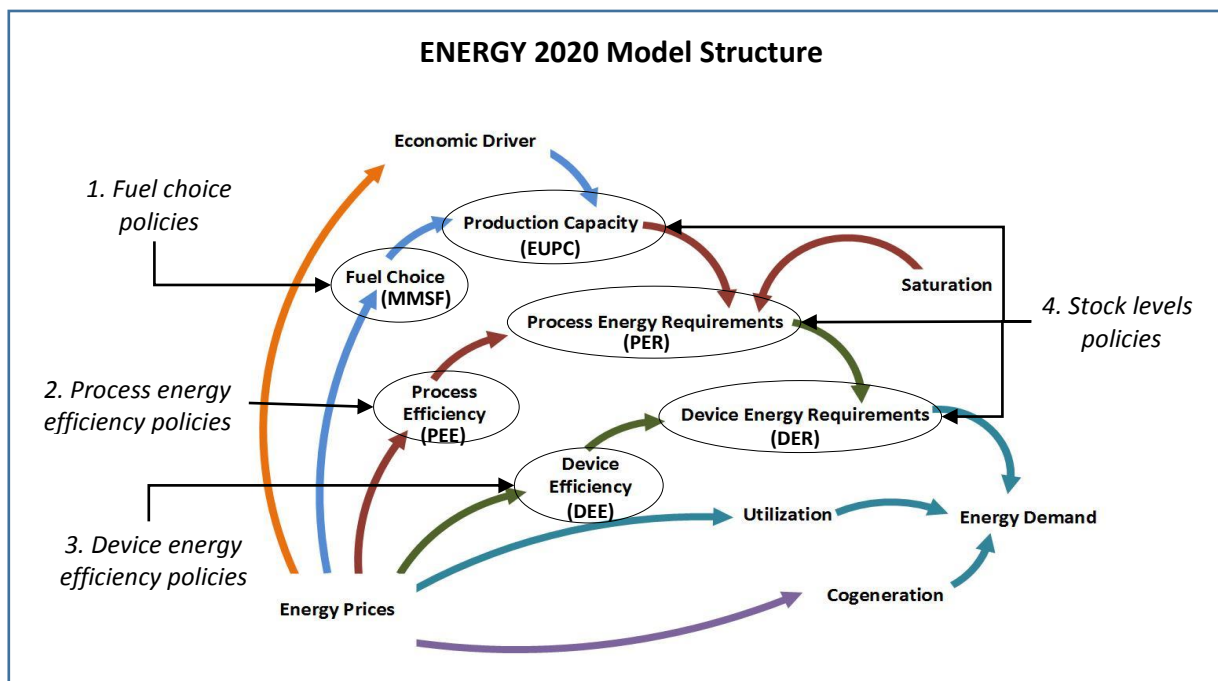 ENERGY 2020 Model Structure
Economic Driver
1. Fuel choice
policies
Production Capacity
(EUPC)
Fuel Choice
(MMSF)
Saturation
Process Energy Requirements
(PER)
4. Stock levels
policies
2. Process energy
efficiency policies
Process
Efficiency
(PEE)
Device Energy Requirements
(DER)
Device
Efficiency
(DEE)
Utilization
Energy Demand
3. Device energy
efficiency policies
Energy Prices
Cogeneration